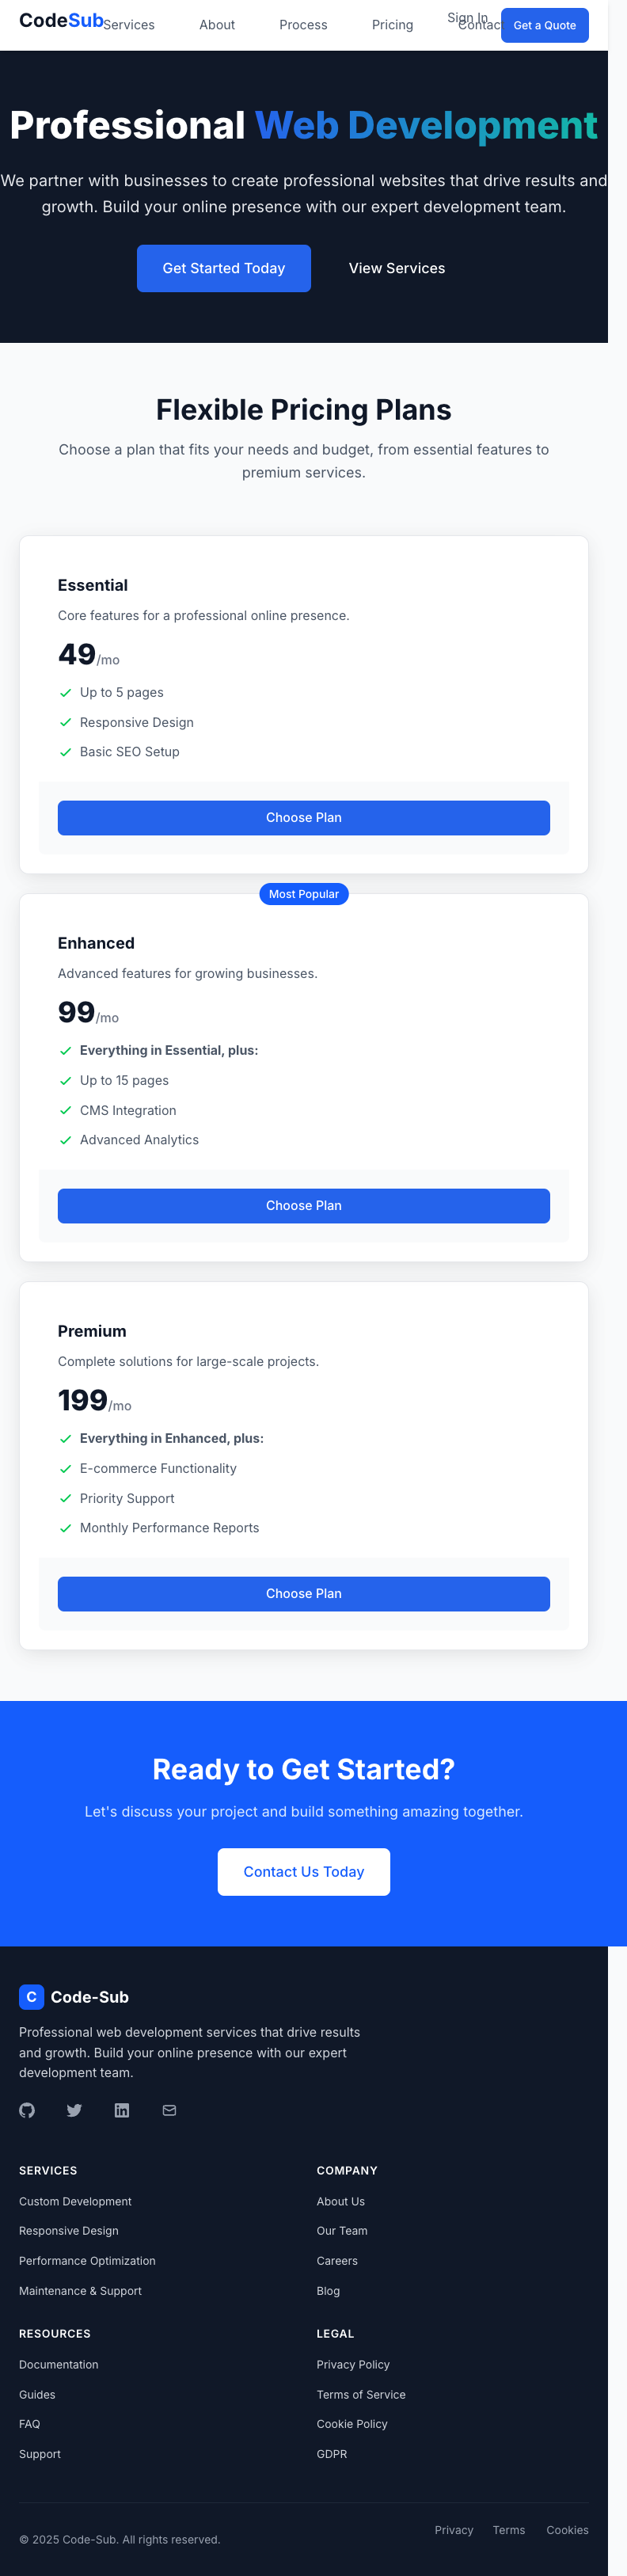 CodeSub
Services About Process Pricing Contact Sign In Get a Quote
Professional Web Development
We partner with businesses to create professional websites that drive results and
growth. Build your online presence with our expert development team.
Get Started Today View Services
Flexible Pricing Plans
Choose a plan that fits your needs and budget, from essential features to
premium services.
Essential
Core features for a professional online presence.
49/mo
Up to 5 pages
Responsive Design
Basic SEO Setup
Choose Plan
Most Popular
Enhanced
Advanced features for growing businesses.
99/mo
Everything in Essential, plus:
Up to 15 pages
CMS Integration
Advanced Analytics
Choose Plan
Premium
Complete solutions for large-scale projects.
199/mo
Everything in Enhanced, plus:
E-commerce Functionality
Priority Support
Monthly Performance Reports
Choose Plan
Ready to Get Started?
Let's discuss your project and build something amazing together.
Contact Us Today
C Code-Sub
Professional web development services that drive results
and growth. Build your online presence with our expert
development team.
SERVICES
Custom Development
Responsive Design
Performance Optimization
Maintenance & Support
COMPANY
About Us
Our Team
Careers
Blog
RESOURCES
Documentation
Guides
FAQ
Support
LEGAL
Privacy Policy
Terms of Service
Cookie Policy
GDPR
© 2025 Code-Sub. All rights reserved.
Privacy Terms Cookies